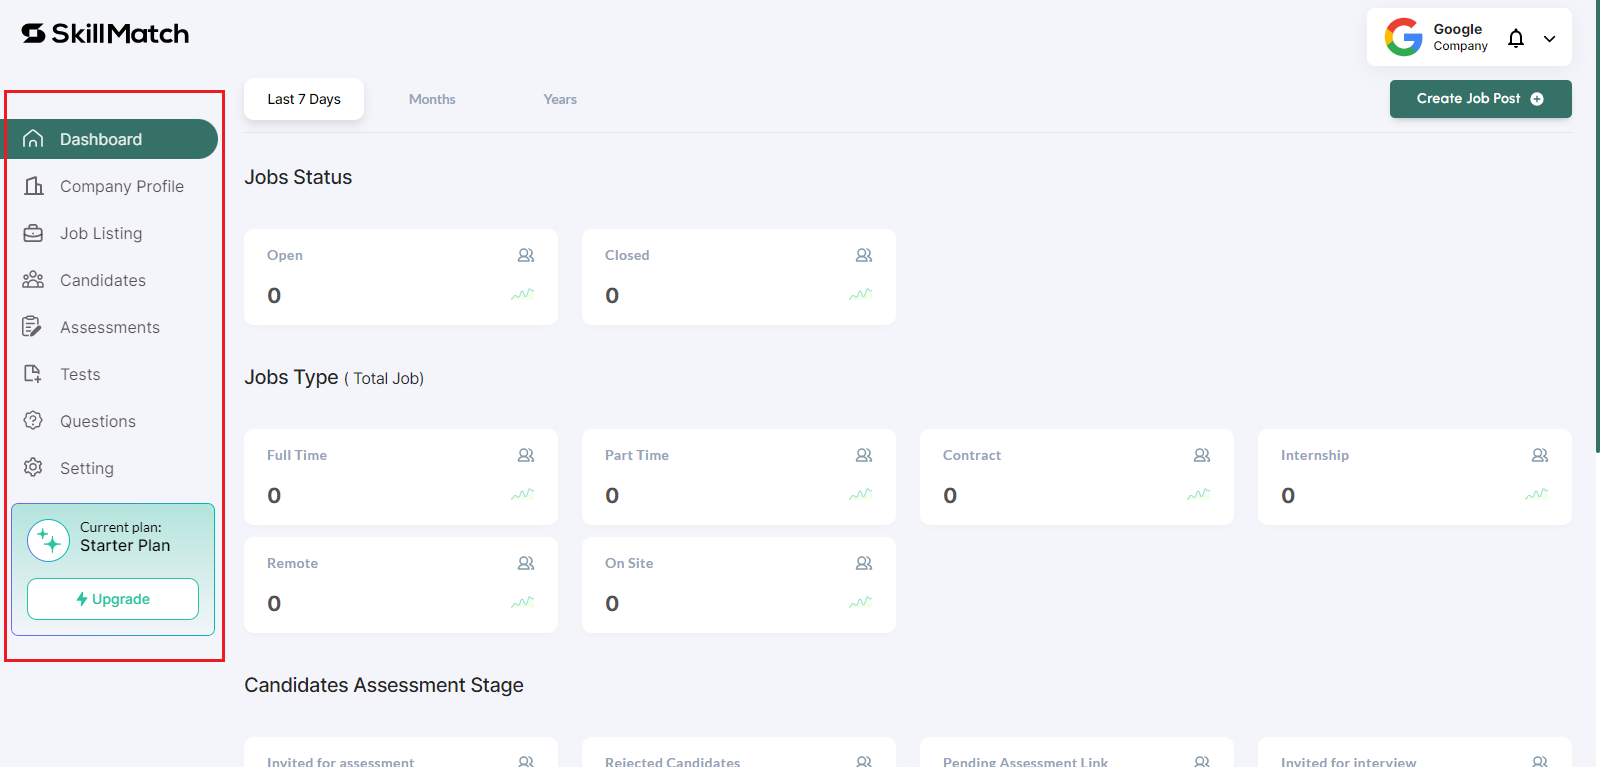 SkillMatch
Google
Company
Last 7 Days
Months
Years
Create Job Post
Dashboard
Company Profile
Job Listing
Candidates
Assessments
Tests
Questions
Setting
Current plan:
Starter Plan
Upgrade
Jobs Status
Open
Closed
0
0
Jobs Type ( Total Job)
Full Time
Part Time
Contract
Internship
0
0
0
0
Remote
On Site
0
0
Candidates Assessment Stage
Invited for assessment
Rejected Candidates
Pending Assessment Link
Invited for interview